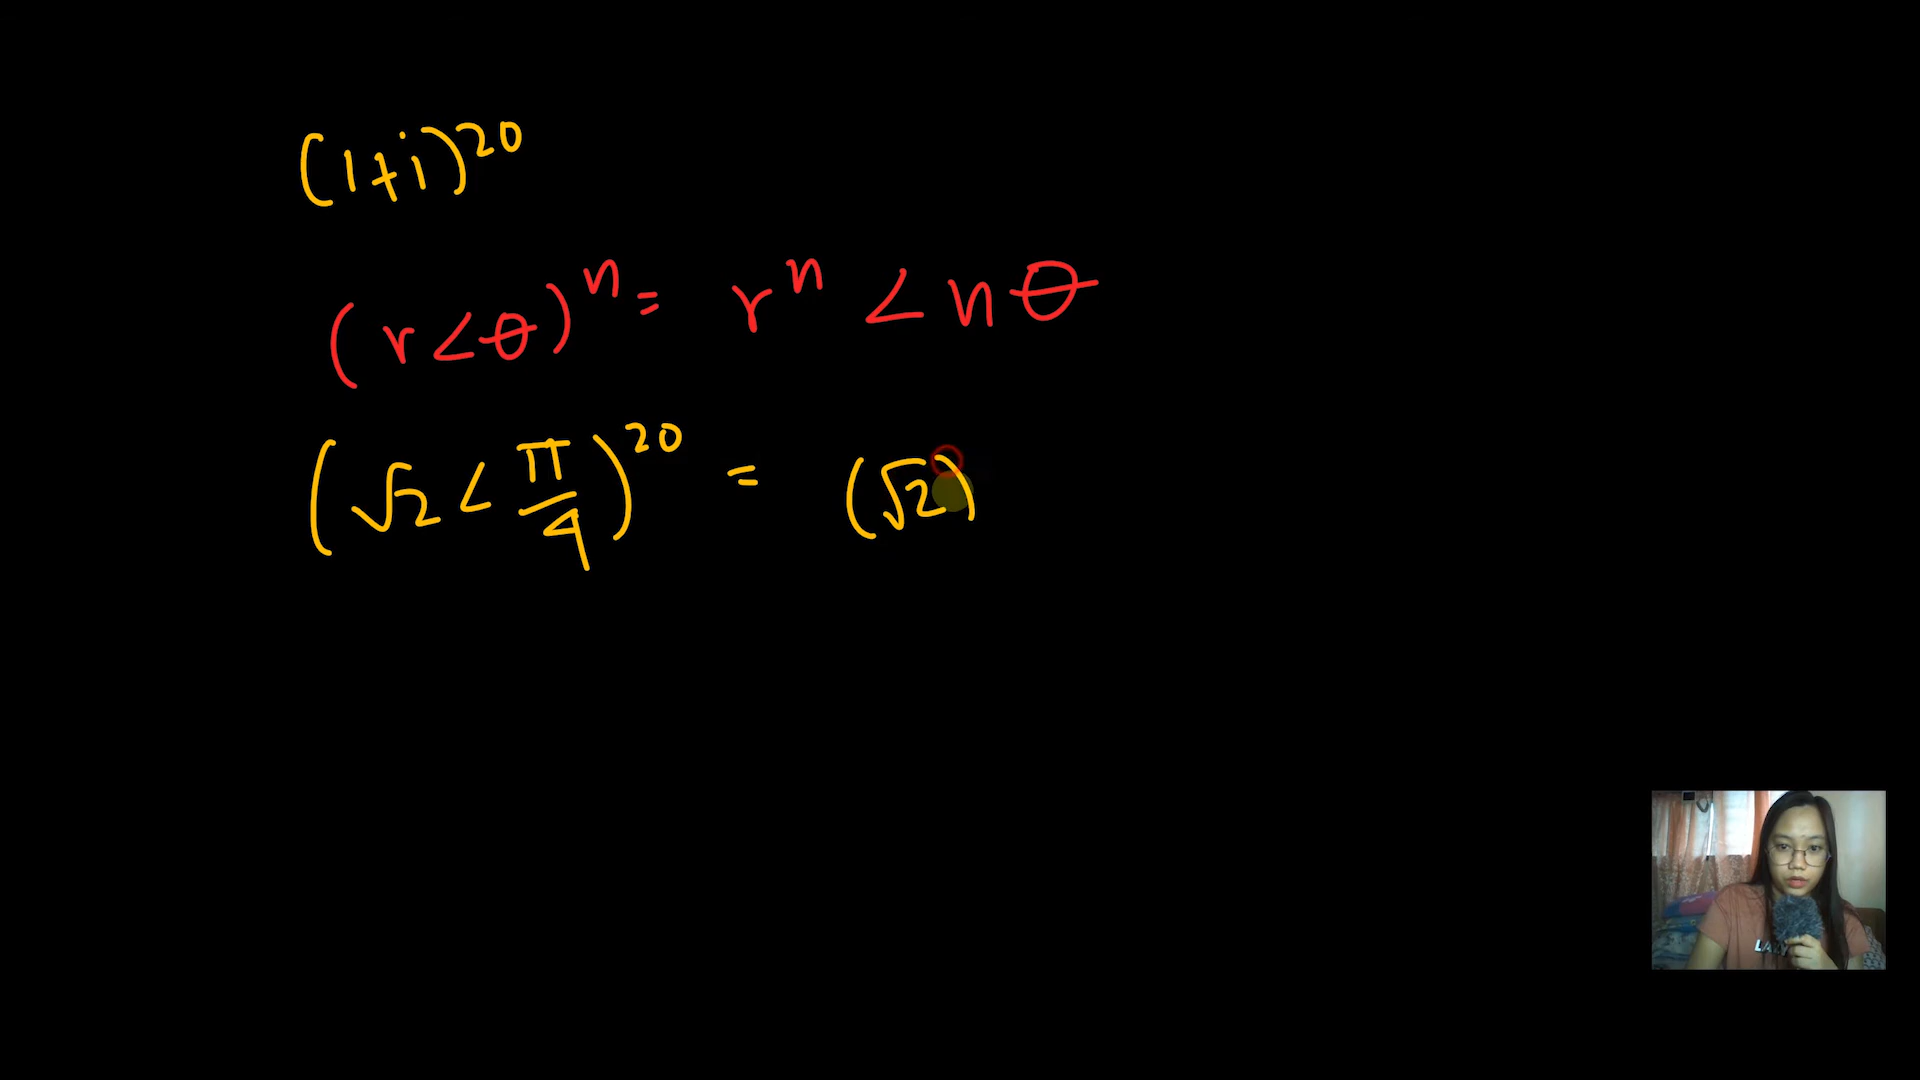 (1+i)²⁰
(r<θ)ⁿ = rⁿ < nθ
(√2 < π/4)²⁰ = (√2)